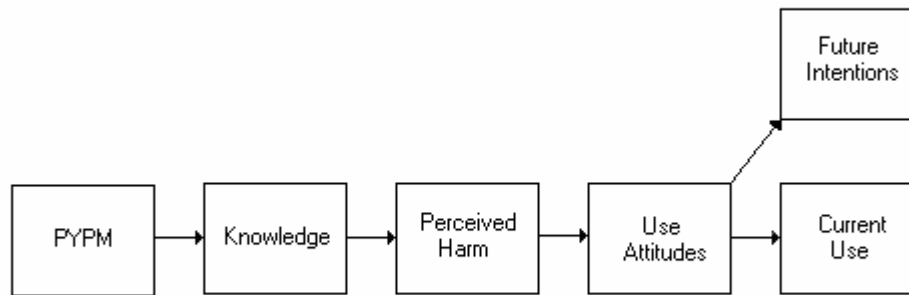 Future
Intentions
PYPM
Knowledge
Perceived
Harm
Use
Attitudes
Current
Use